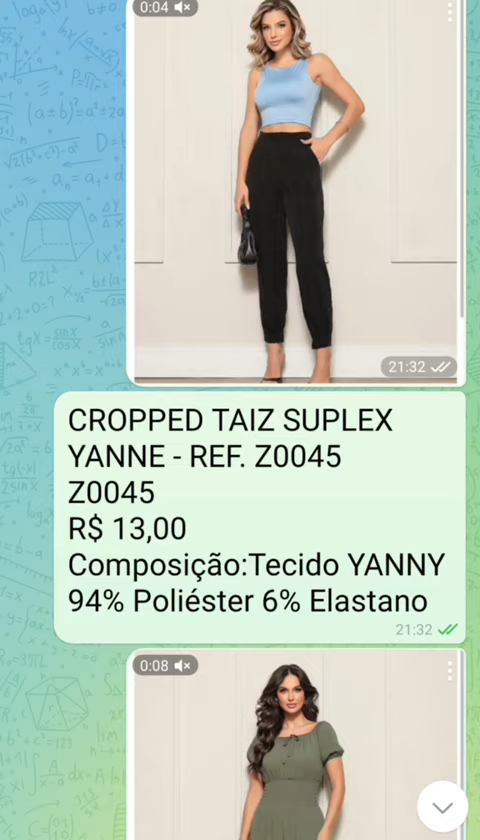 0:04
21:32
CROPPED TAIZ SUPLEX
YANNE - REF. Z0045
Z0045
R$ 13,00
Composição:Tecido YANNY
94% Poliéster 6% Elastano
21:32
0:08